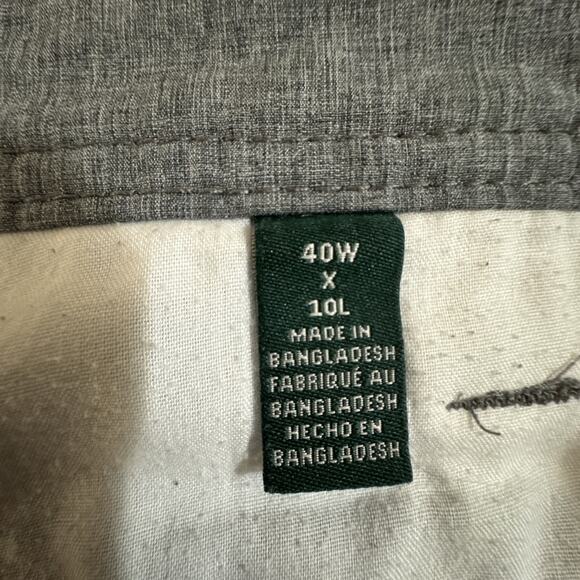 40W
X
10L
MADE IN
BANGLADESH
FABRIQUÉ AU
BANGLADESH
HECHO EN
BANGLADESH